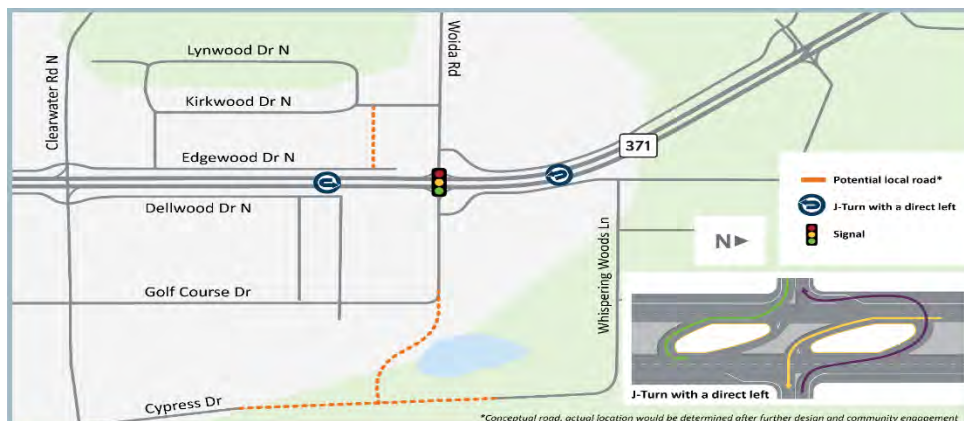 Lynwood Dr N
Kirkwood Dr N
Clearwater Rd N
Woida Rd
Edgewood Dr N
371
Dellwood Dr N
Golf Course Dr
Whispering Woods Ln
Cypress Dr
Potential local road*
J-Turn with a direct left
Signal
N
J-Turn with a direct left
*Conceptual road, actual location would be determined after further design and community engagement